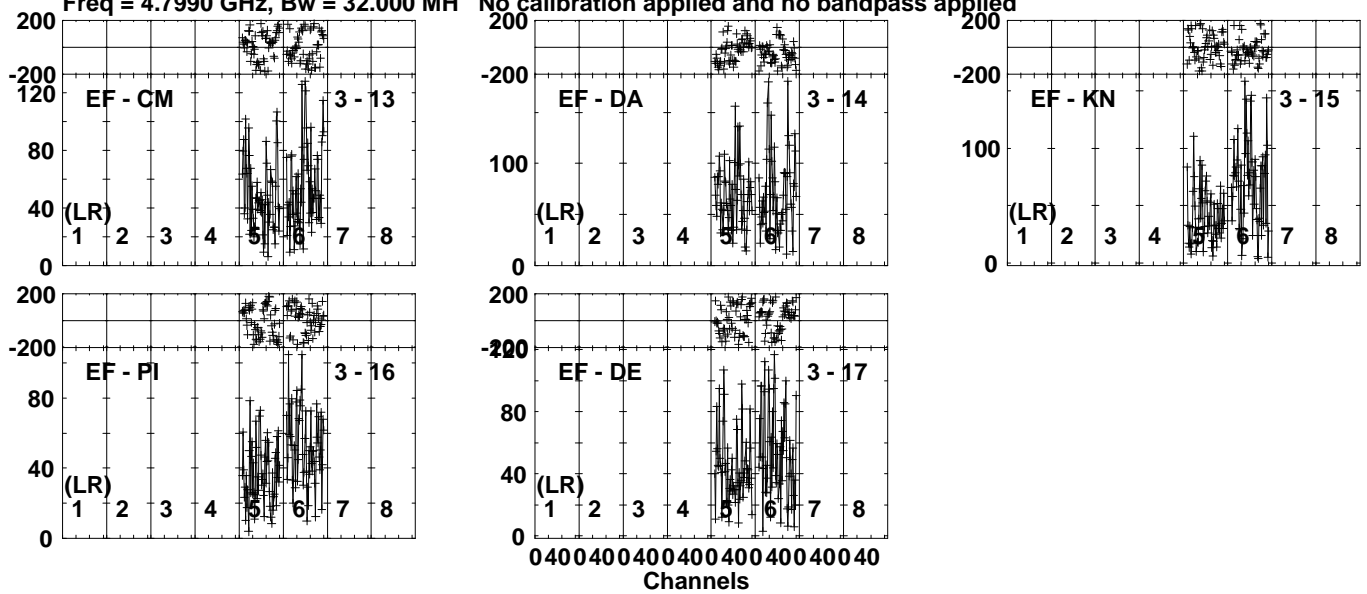 Freq = 4.7990 GHz, Bw = 32.000 MH No calibration applied and no bandpass applied
200
-200
120
80
40
0
EF - CM
3 - 13
(LR)
1 2 3 4 5 6 7 8
200
-200
100
0
EF - DA
3 - 14
(LR)
1 2 3 4 5 6 7 8
200
-200
100
0
EF - KN
3 - 15
(LR)
1 2 3 4 5 6 7 8
200
-200
80
40
0
EF - PI
3 - 16
(LR)
1 2 3 4 5 6 7 8
200
-200
120
80
40
0
EF - DE
3 - 17
(LR)
1 2 3 4 5 6 7 8
0 40 0 40 0 40 0 40 0 40 0 40 0 40 0 40
Channels